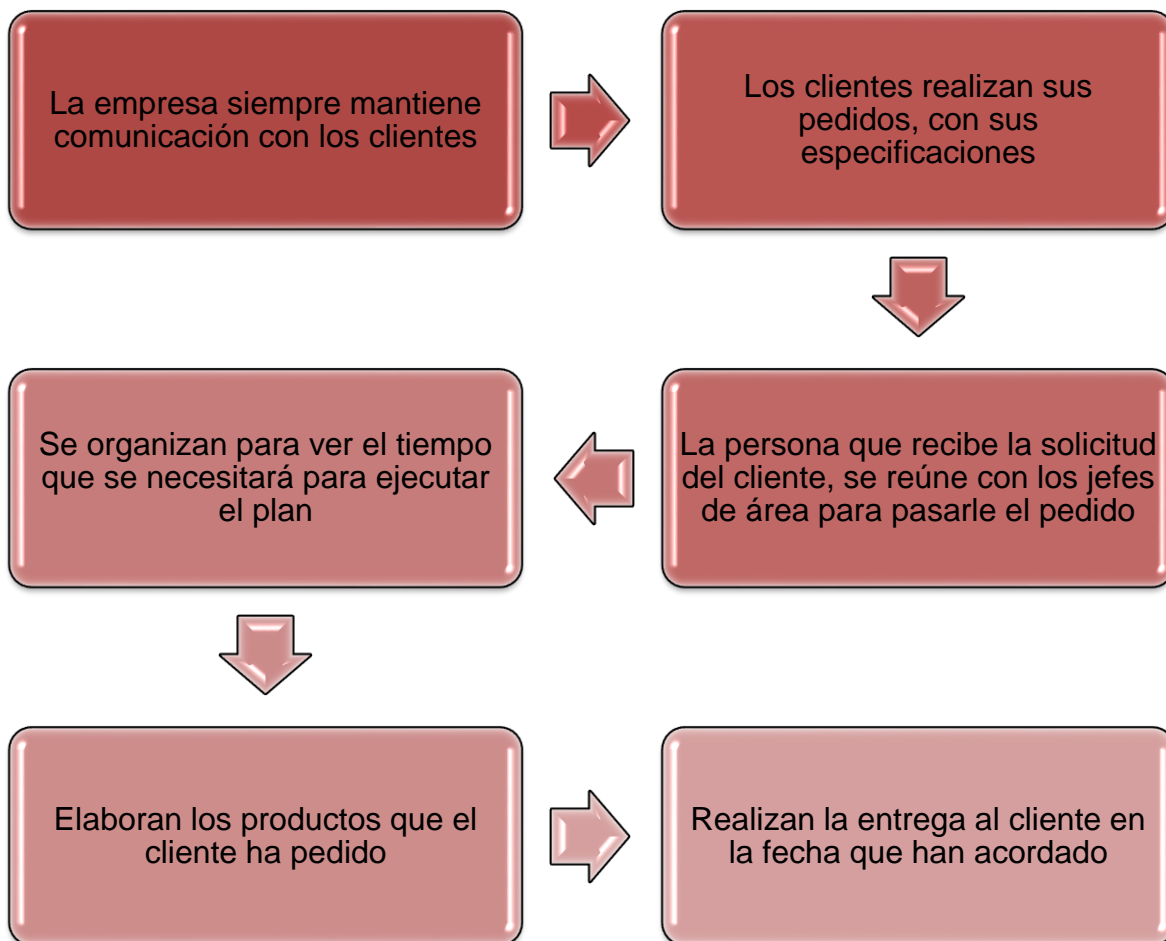 La empresa siempre mantiene
comunicación con los clientes
Los clientes realizan sus
pedidos, con sus
especificaciones
La persona que recibe la solicitud
del cliente, se reúne con los jefes
de área para pasarle el pedido
Se organizan para ver el tiempo
que se necesitará para ejecutar
el plan
Elaboran los productos que el
cliente ha pedido
Realizan la entrega al cliente en
la fecha que han acordado